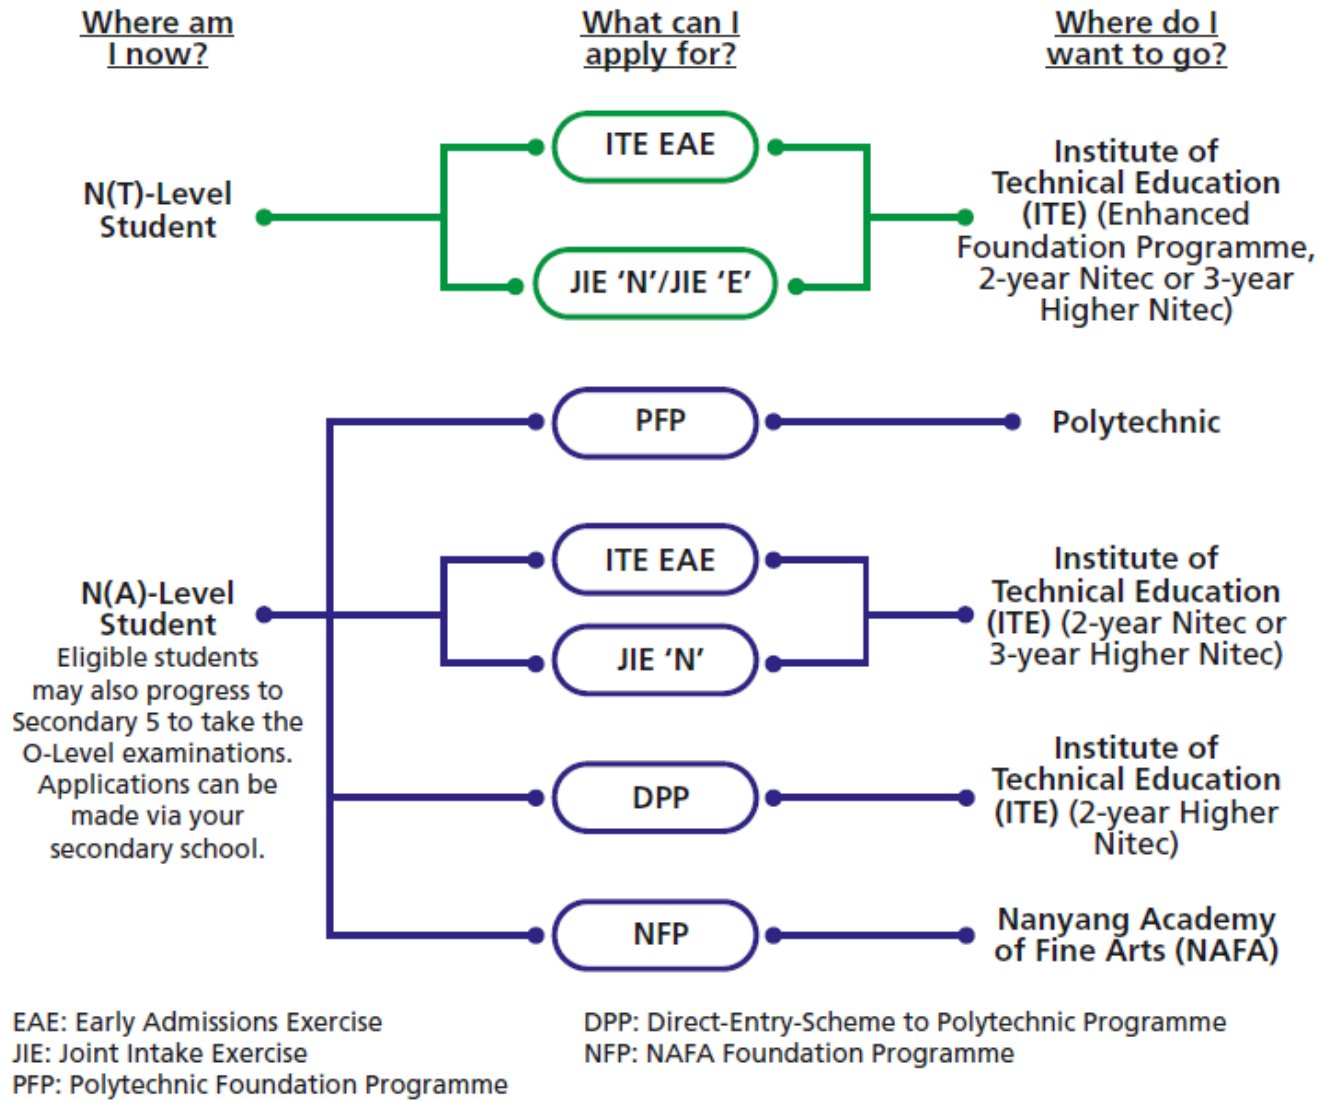 Where am
I now?
What can I
apply for?
Where do I
want to go?
N(T)-Level
Student
ITE EAE
JIE ‘N’/JIE ‘E’
Institute of
Technical Education
(ITE) (Enhanced
Foundation Programme,
2-year Nitec or 3-year
Higher Nitec)
N(A)-Level
Student
Eligible students
may also progress to
Secondary 5 to take the
O-Level examinations.
Applications can be
made via your
secondary school.
PFP
Polytechnic
ITE EAE
JIE ‘N’
Institute of
Technical Education
(ITE) (2-year Nitec or
3-year Higher Nitec)
DPP
Institute of
Technical Education
(ITE) (2-year Higher
Nitec)
NFP
Nanyang Academy
of Fine Arts (NAFA)
EAE: Early Admissions Exercise
JIE: Joint Intake Exercise
PFP: Polytechnic Foundation Programme
DPP: Direct-Entry-Scheme to Polytechnic Programme
NFP: NAFA Foundation Programme